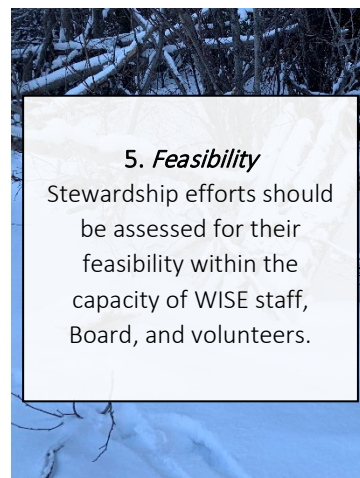 5. Feasibility
Stewardship efforts should
be assessed for their
feasibility within the
capacity of WISE staff,
Board, and volunteers.